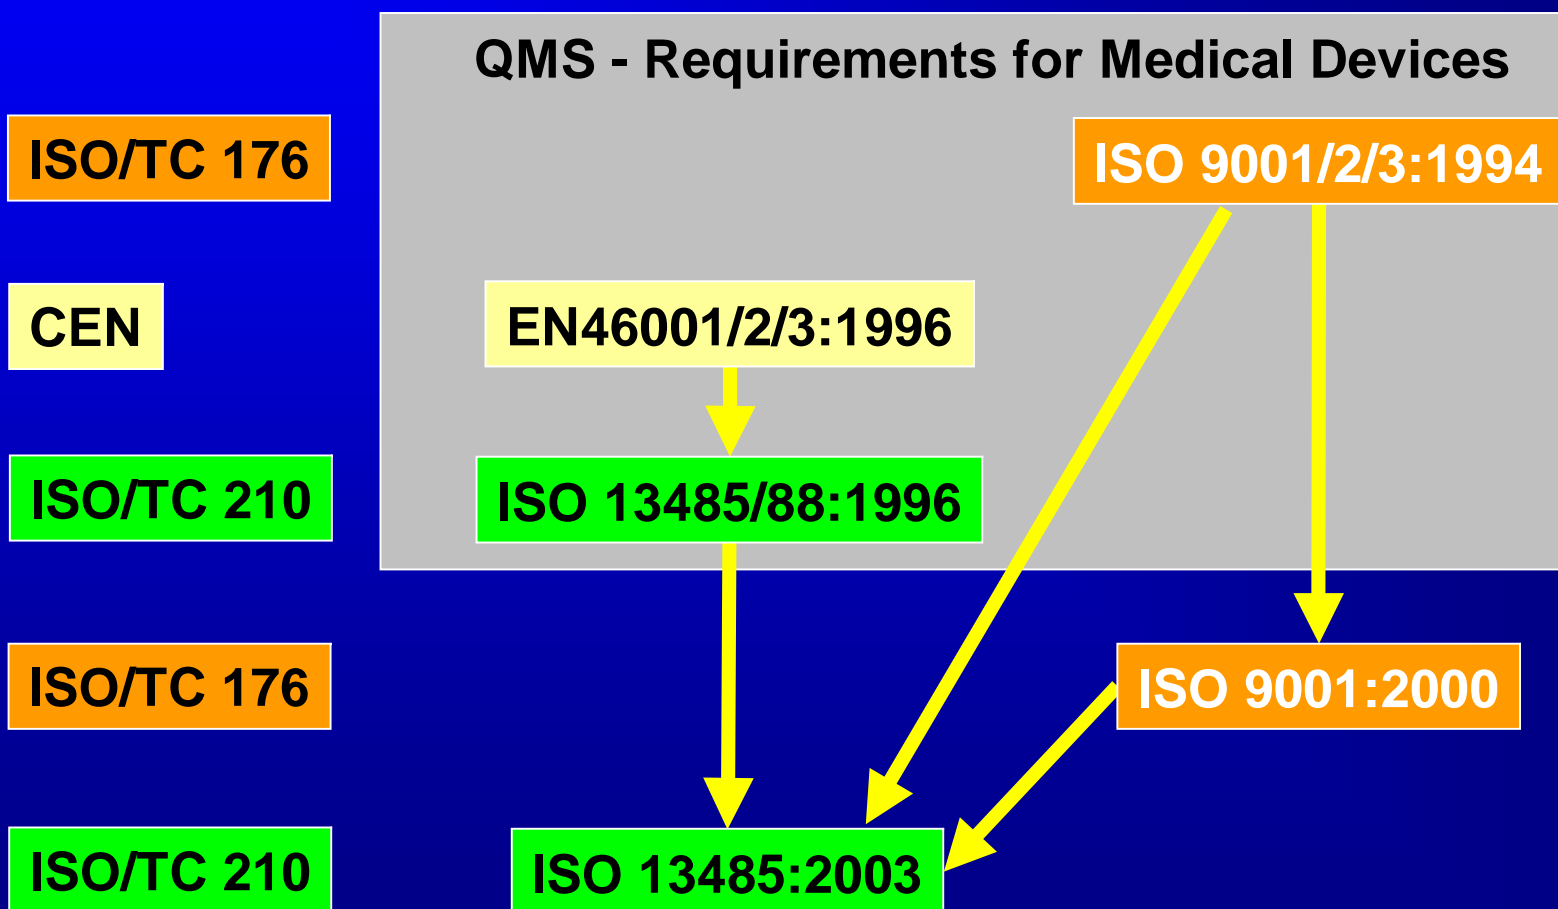 QMS - Requirements for Medical Devices
ISO/TC 176
ISO 9001/2/3:1994
CEN
EN46001/2/3:1996
ISO/TC 210
ISO 13485/88:1996
ISO/TC 176
ISO 9001:2000
ISO/TC 210
ISO 13485:2003